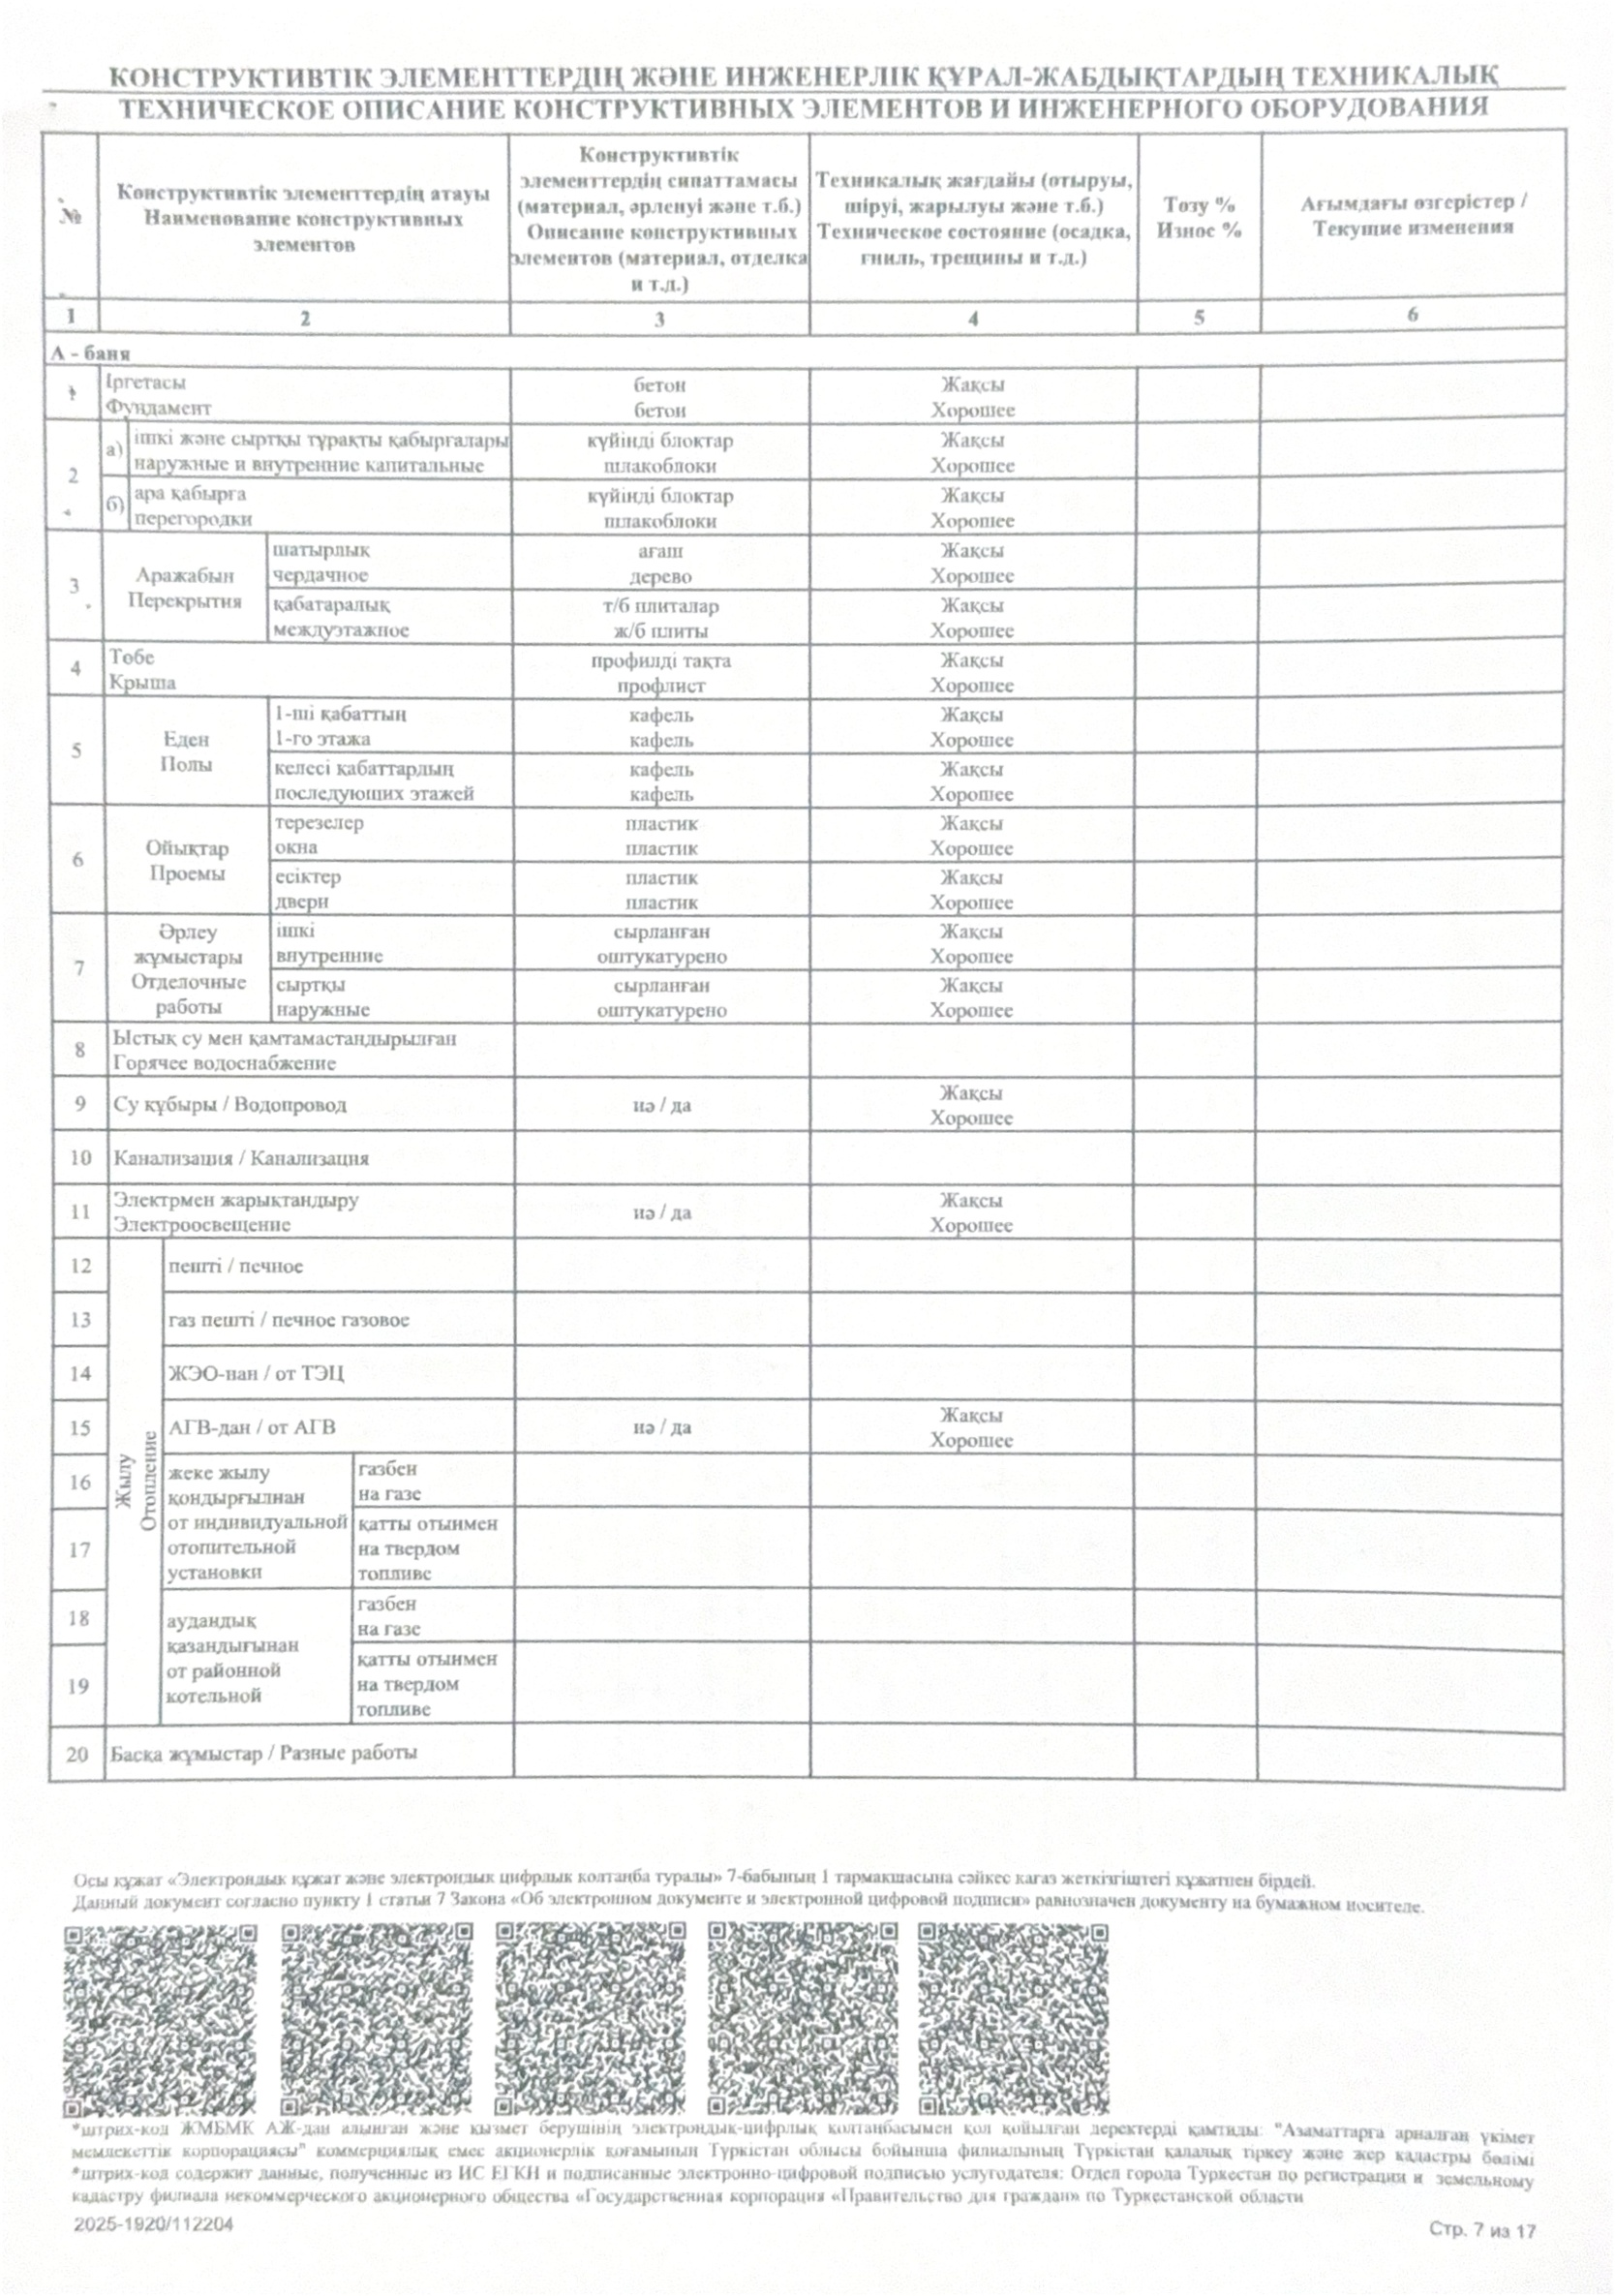 КОНСТРУКТИВТІК ЭЛЕМЕНТТЕРДІҢ ЖӘНЕ ИНЖЕНЕРЛІК ҚҰРАЛ-ЖАБДЫҚТАРДЫҢ ТЕХНИКАЛЫҚ
ТЕХНИЧЕСКОЕ ОПИСАНИЕ КОНСТРУКТИВНЫХ ЭЛЕМЕНТОВ И ИНЖЕНЕРНОГО ОБОРУДОВАНИЯ
№
Конструктивтік элементтердің атауы
Наименование конструктивных
элементов
Конструктивтік
элементтердің сипаттамасы
(материал, әрленуі және т.б.)
Описание конструктивных
элементов (материал, отделка
и т.д.)
Техникалық жағдайы (отыруы,
шіруі, жарылуы және т.б.)
Техническое состояние (осадка,
гниль, трещины и т.д.)
Тозу %
Износ %
Ағымдағы өзгерістер /
Текущие изменения
1 2 3 4 5 6
А - баня
1
Іргетасы
Фундамент
бетон
бетон
Жақсы
Хорошее
2
а)
ішкі және сыртқы тұрақты қабырғалары
наружные и внутренние капитальные
күйінді блоктар
шлакоблоки
Жақсы
Хорошее
б)
ара қабырға
перегородки
күйінді блоктар
шлакоблоки
Жақсы
Хорошее
3
Аражабын
Перекрытия
шатырлық
чердачное
ағаш
дерево
Жақсы
Хорошее
қабатаралық
междуэтажное
т/б плиталар
ж/б плиты
Жақсы
Хорошее
4
Төбе
Крыша
профилді тақта
профлист
Жақсы
Хорошее
5
Еден
Полы
1-ші қабаттың
1-го этажа
кафель
кафель
Жақсы
Хорошее
келесі қабаттардың
последующих этажей
кафель
кафель
Жақсы
Хорошее
6
Ойықтар
Проемы
терезелер
окна
пластик
пластик
Жақсы
Хорошее
есіктер
двери
пластик
пластик
Жақсы
Хорошее
7
Әрлеу
жұмыстары
Отделочные
работы
ішкі
внутренние
сырланған
оштукатурено
Жақсы
Хорошее
сыртқы
наружные
сырланған
оштукатурено
Жақсы
Хорошее
8
Ыстық су мен қамтамастандырылған
Горячее водоснабжение
9
Су құбыры / Водопровод
иә / да
Жақсы
Хорошее
10
Канализация / Канализация
11
Электрмен жарықтандыру
Электроосвещение
иә / да
Жақсы
Хорошее
Жылу
Отопление
12
пешті / печное
13
газ пешті / печное газовое
14
ЖЭО-нан / от ТЭЦ
15
АГВ-дан / от АГВ
иә / да
Жақсы
Хорошее
16
17
жеке жылу
қондырғылнан
от индивидуальной
отопительной
установки
газбен
на газе
қатты отынмен
на твердом
топливе
18
19
аудандық
қазандығынан
от районной
котельной
газбен
на газе
қатты отынмен
на твердом
топливе
20
Басқа жұмыстар / Разные работы
Осы құжат «Электрондық құжат және электрондық цифрлық қолтаңба туралы» 7-бабының 1 тармақшасына сәйкес қағаз жеткізгіштегі құжатпен бірдей.
Данный документ согласно пункту 1 статьи 7 Закона «Об электронном документе и электронной цифровой подписи» равнозначен документу на бумажном носителе.
*штрих-код ЖМБМК АЖ-дан алынған және қызмет берушінің электрондық-цифрлық қолтаңбасымен қол қойылған деректерді қамтиды: "Азаматтарға арналған үкімет
мемлекеттік корпорациясы" коммерциялық емес акционерлік қоғамының Түркістан облысы бойынша филиалының Түркістан қалалық тіркеу және жер кадастры бөлімі
*штрих-код содержит данные, полученные из ИС ЕГКН и подписанные электронно-цифровой подписью услугодателя: Отдел города Туркестан по регистрации и земельному
кадастру филиала некоммерческого акционерного общества «Государственная корпорация «Правительство для граждан» по Туркестанской области
2025-1920/112204
Стр. 7 из 17